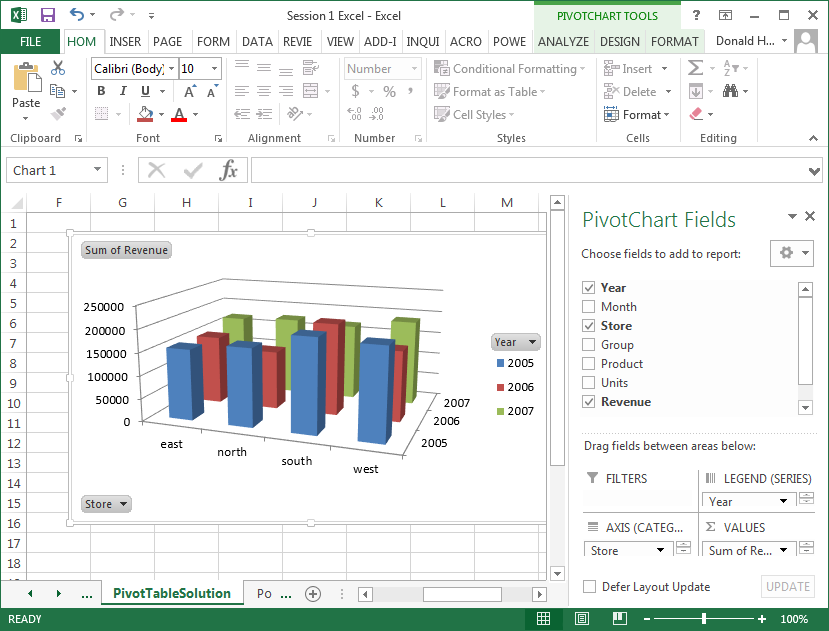 Session 1 Excel - Excel
PIVOTCHART TOOLS
?
FILE HOM INSER PAGE FORM DATA REVIE VIEW ADD-I INQUI ACRO POWE ANALYZE DESIGN FORMAT Donald H...
Paste
Calibri (Body) 10
B I U A A
A
Number
$ % ,
Conditional Formatting
Format as Table
Cell Styles
Insert
Delete
Format
Clipboard Font Alignment Number Styles Cells Editing
Chart 1 fx
F G H I J K L M
1
2
3
4
5
6
7
8
9
10
11
12
13
14
15
16
17
18
Sum of Revenue
250000
200000
150000
100000
50000
0
east north south west
2007
2006
2005
Year
2005
2006
2007
Store
PivotChart Fields
Choose fields to add to report:
Year
Month
Store
Group
Product
Units
Revenue
Drag fields between areas below:
FILTERS
LEGEND (SERIES)
Year
AXIS (CATEG...
Store
Σ VALUES
Sum of Re...
Defer Layout Update
UPDATE
... PivotTableSolution Po ...
READY
100%